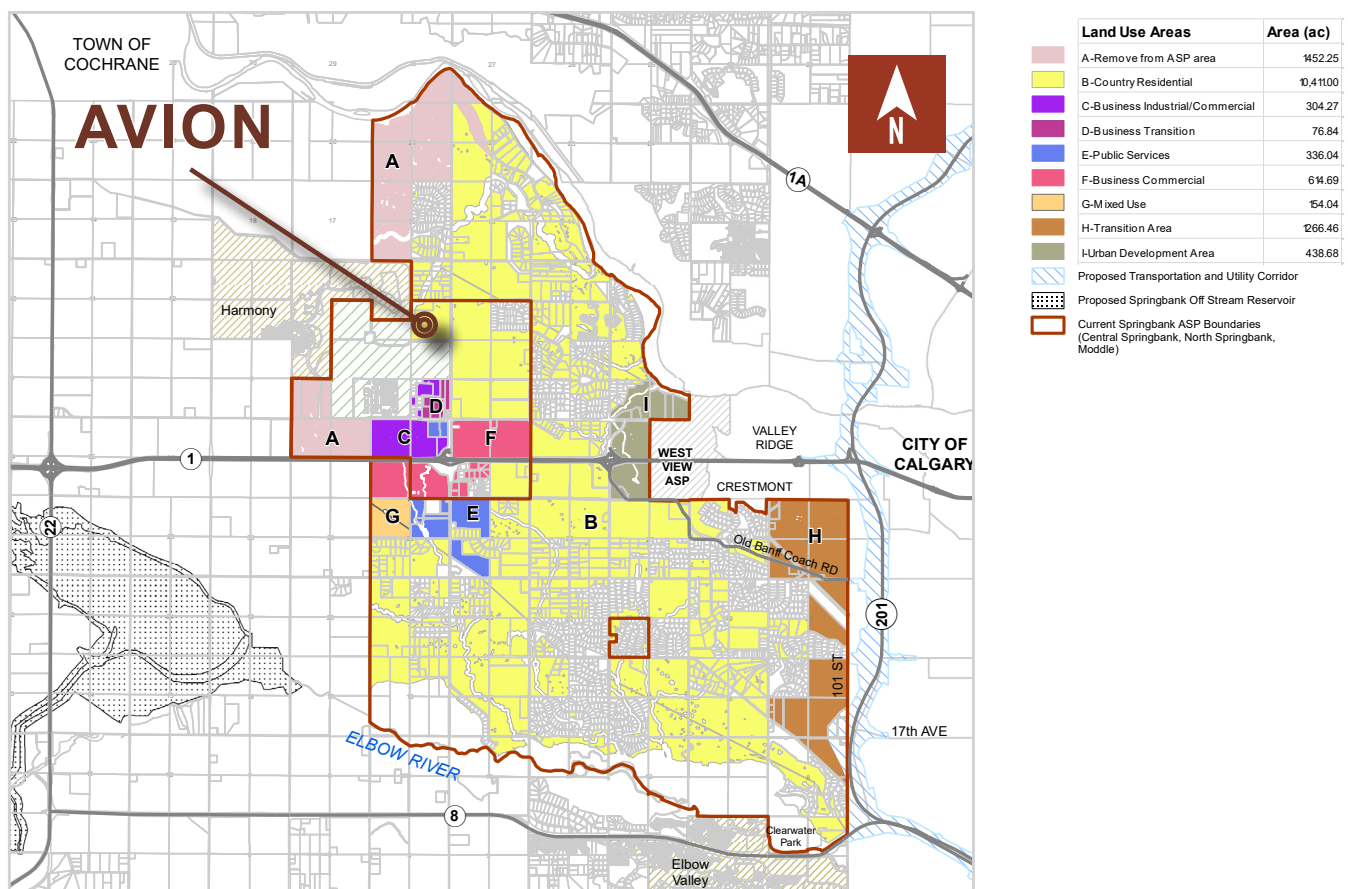 TOWN OF
COCHRANE
AVION
N
A
1A
Harmony
D
I
A
C
F
1
VALLEY
RIDGE
CITY OF
CALGARY
WEST
VIEW
ASP
CRESTMONT
22
G
E
B
H
Old Banff Coach RD
201
101 ST
17th AVE
ELBOW RIVER
8
Clearwater
Park
Elbow
Valley
Land Use Areas Area (ac)
A-Remove from ASP area 1452.25
B-Country Residential 10,411.00
C-Business Industrial/Commercial 304.27
D-Business Transition 76.84
E-Public Services 336.04
F-Business Commercial 614.69
G-Mixed Use 154.04
H-Transition Area 1266.46
I-Urban Development Area 438.68
Proposed Transportation and Utility Corridor
Proposed Springbank Off Stream Reservoir
Current Springbank ASP Boundaries
(Central Springbank, North Springbank,
Moddle)